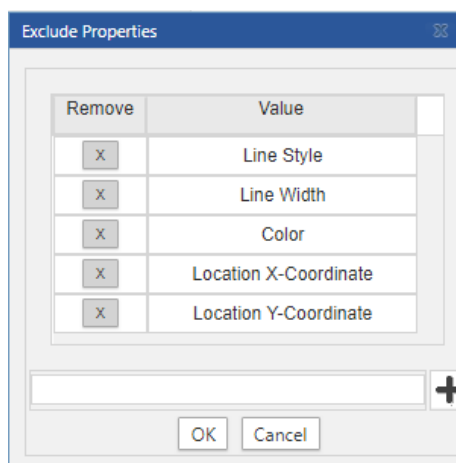 Exclude Properties
Remove Value
X Line Style
X Line Width
X Color
X Location X-Coordinate
X Location Y-Coordinate
OK Cancel